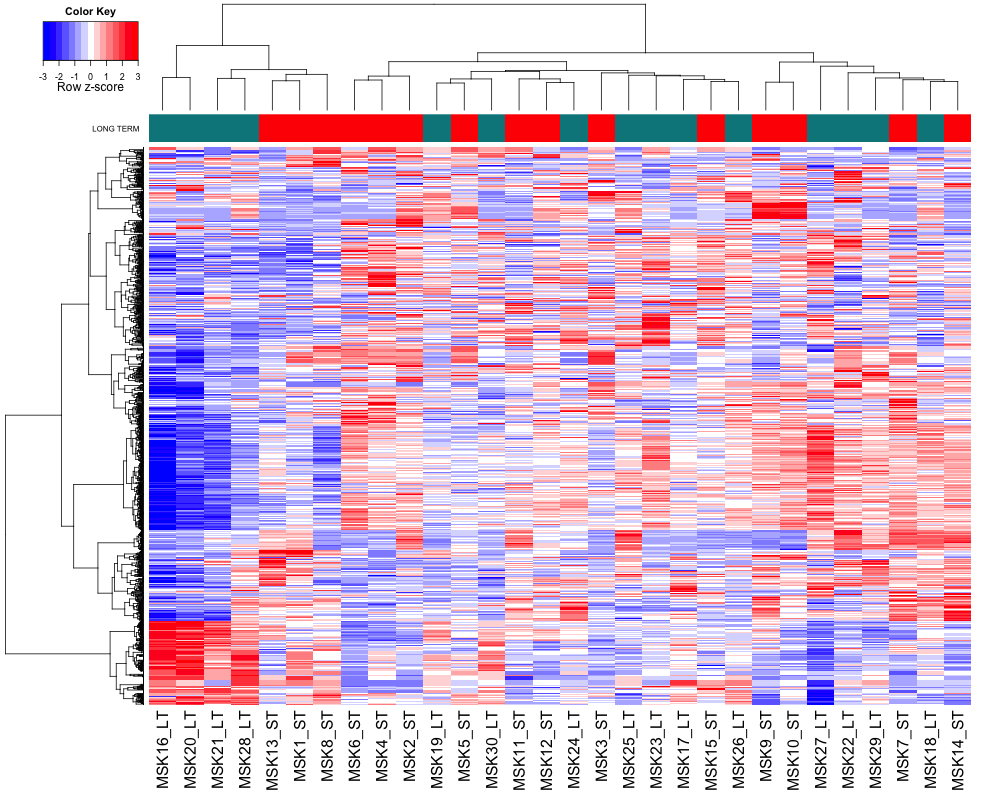 Color Key
-3 -2 -1 0 1 2 3
Row z-score
LONG TERM
MSK16_LT
MSK20_LT
MSK21_LT
MSK28_LT
MSK13_ST
MSK1_ST
MSK8_ST
MSK6_ST
MSK4_ST
MSK2_ST
MSK19_LT
MSK5_ST
MSK30_LT
MSK11_ST
MSK12_ST
MSK24_LT
MSK3_ST
MSK25_LT
MSK23_LT
MSK17_LT
MSK15_ST
MSK26_LT
MSK9_ST
MSK10_ST
MSK27_LT
MSK22_LT
MSK29_LT
MSK7_ST
MSK18_LT
MSK14_ST